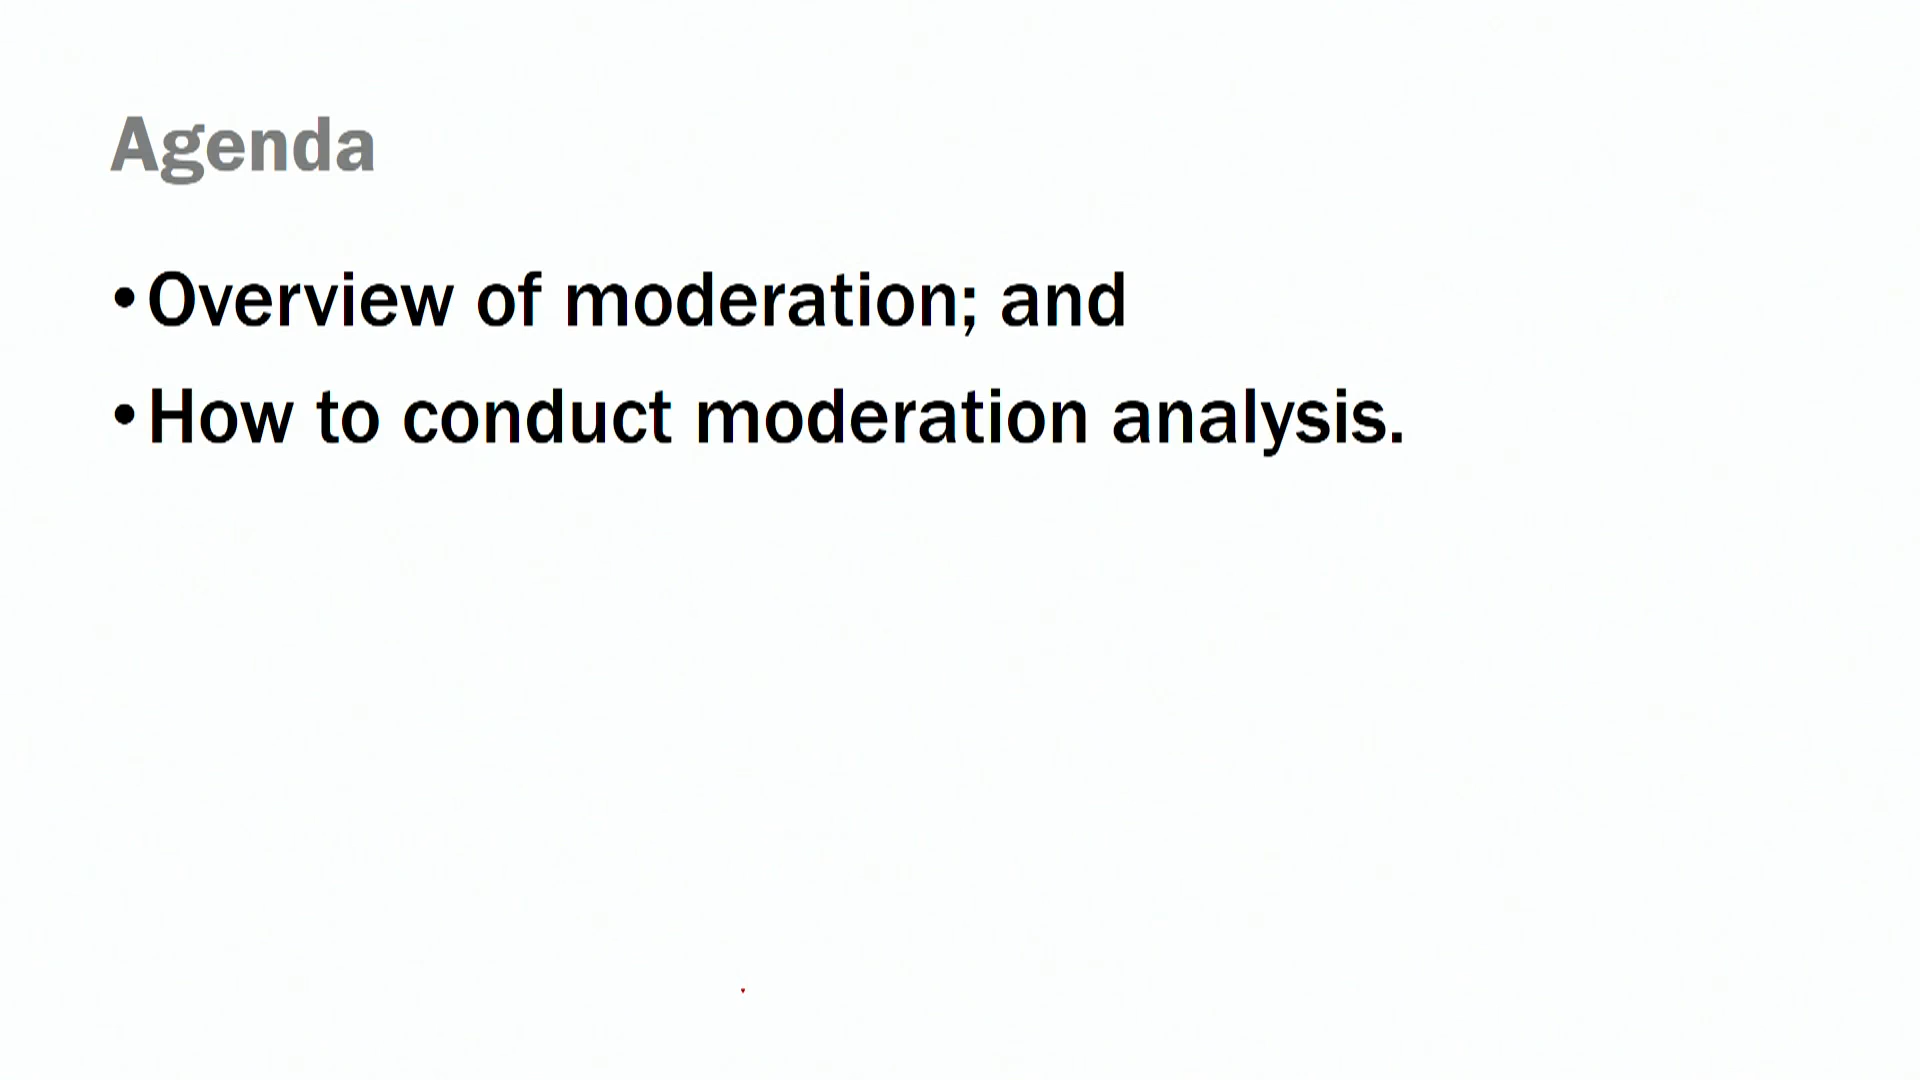 Agenda
•Overview of moderation; and
•How to conduct moderation analysis.